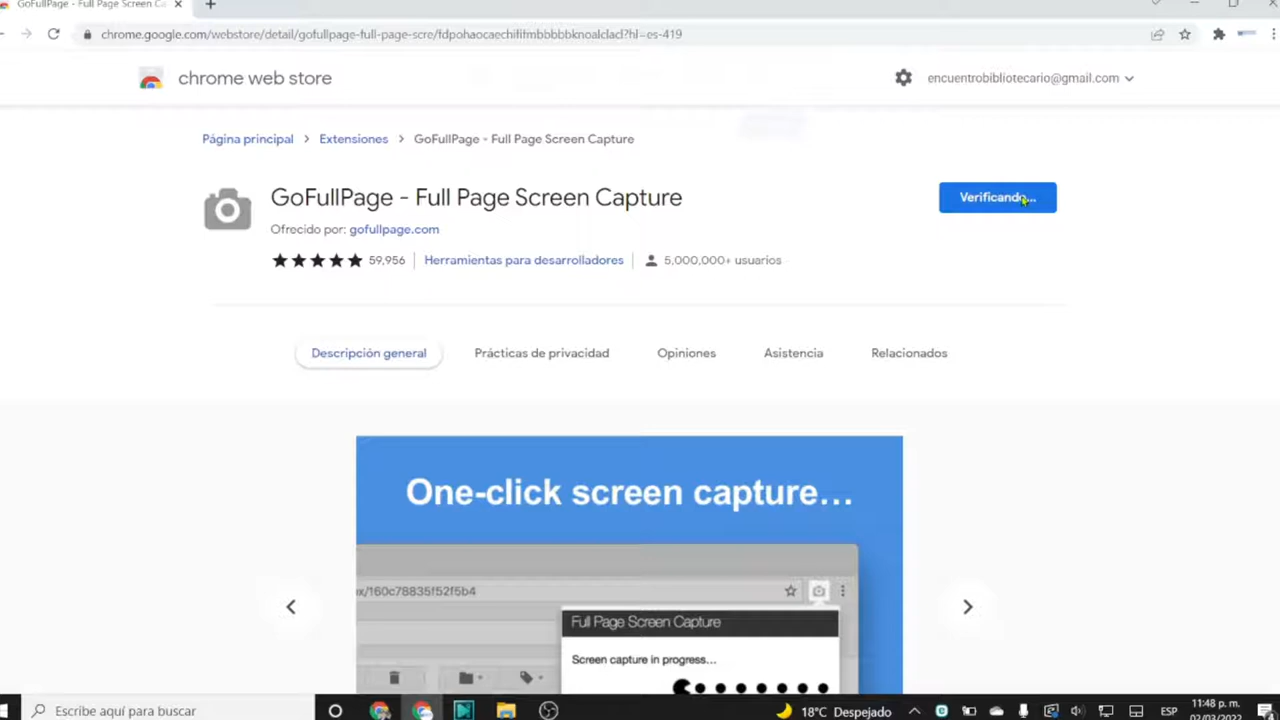 GoFullPage - Full Page Screen Ca
chrome.google.com/webstore/detail/gofullpage-full-page-scre/fdpohaocaechififmbbbbbknoalclacl?hl=es-419
chrome web store
encuentrobibliotecario@gmail.com
Página principal > Extensiones > GoFullPage - Full Page Screen Capture
GoFullPage - Full Page Screen Capture
Verificando...
Ofrecido por: gofullpage.com
59,956
Herramientas para desarrolladores
5,000,000+ usuarios
Descripción general
Prácticas de privacidad
Opiniones
Asistencia
Relacionados
One-click screen capture...
x/160c78835f52f5b4
Full Page Screen Capture
Screen capture in progress...
Escribe aquí para buscar
18°C Despejado
ESP
11:48 p. m.